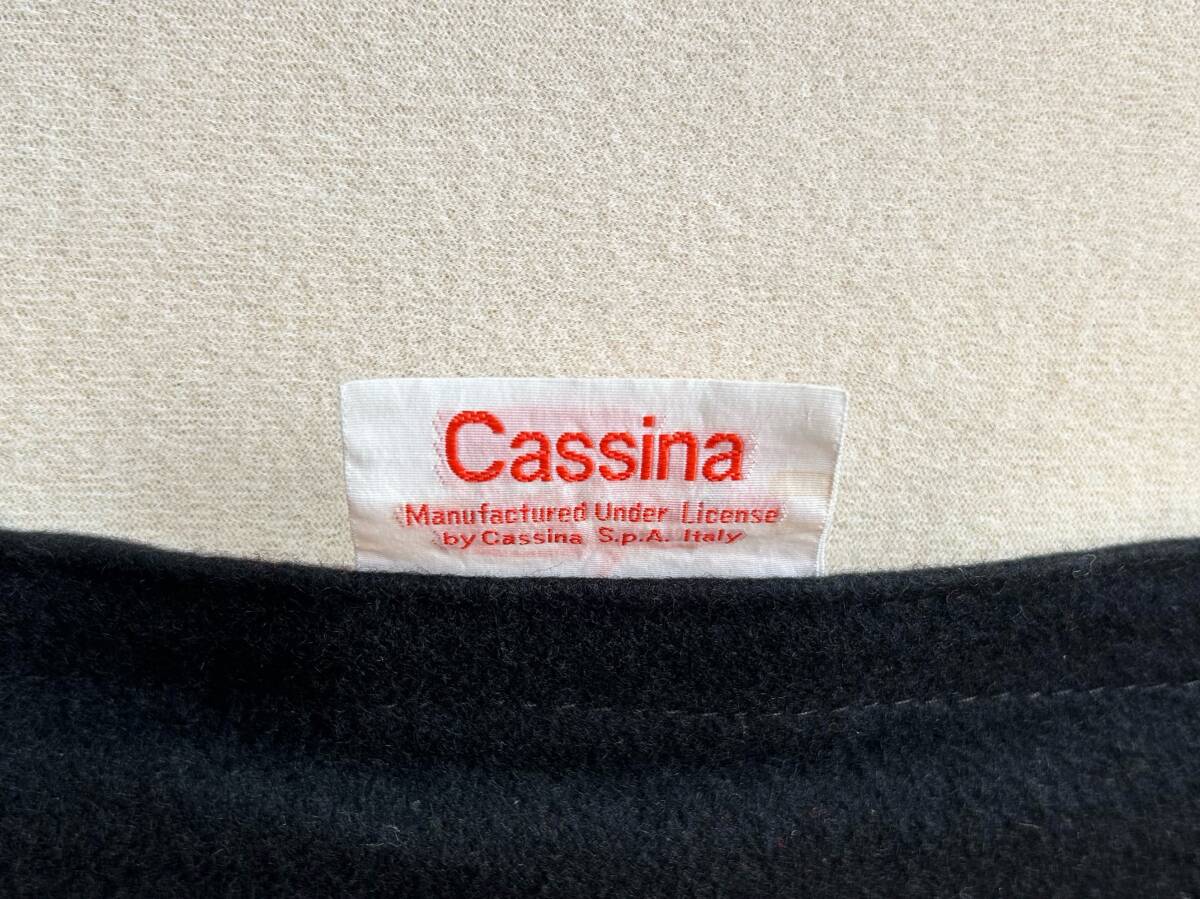 Cassina
Manufactured Under License
by Cassina S.p.A. Italy